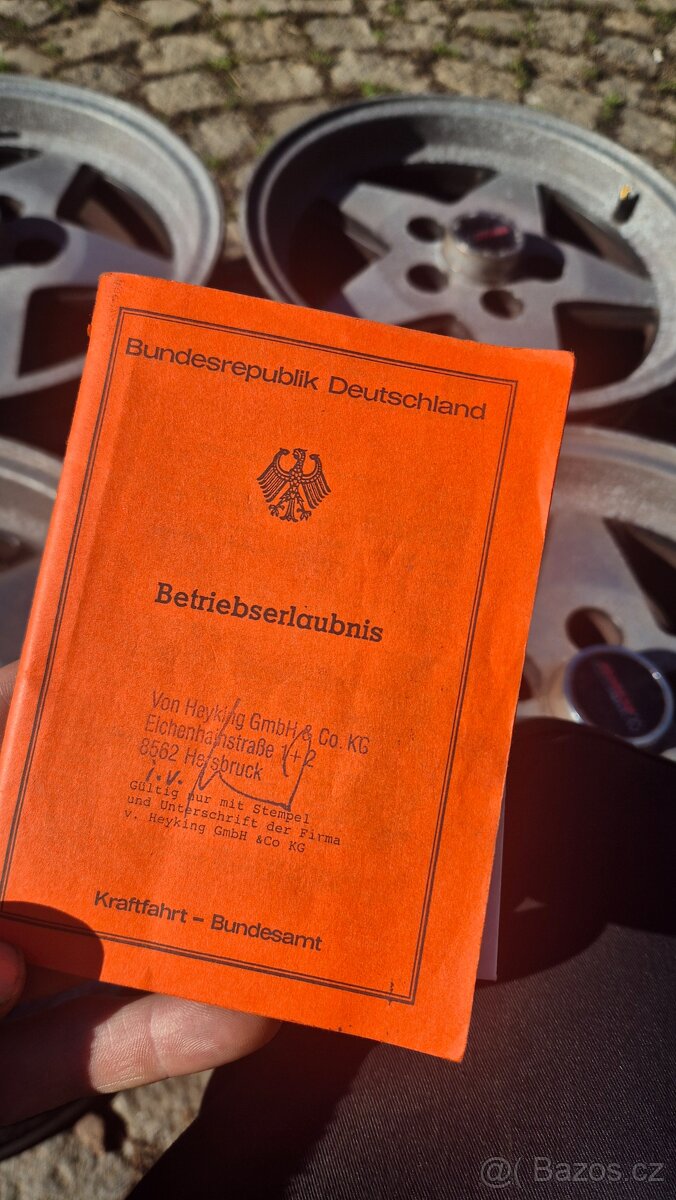 Bundesrepublik Deutschland
Betriebserlaubnis
Von Heyking GmbH & Co. KG
Eichenhainstraße 1+2
8562 Hersbruck
i.V.
Gültig nur mit Stempel
und Unterschrift der Firma
v. Heyking GmbH &Co KG
Kraftfahrt - Bundesamt
@( Bazos.cz